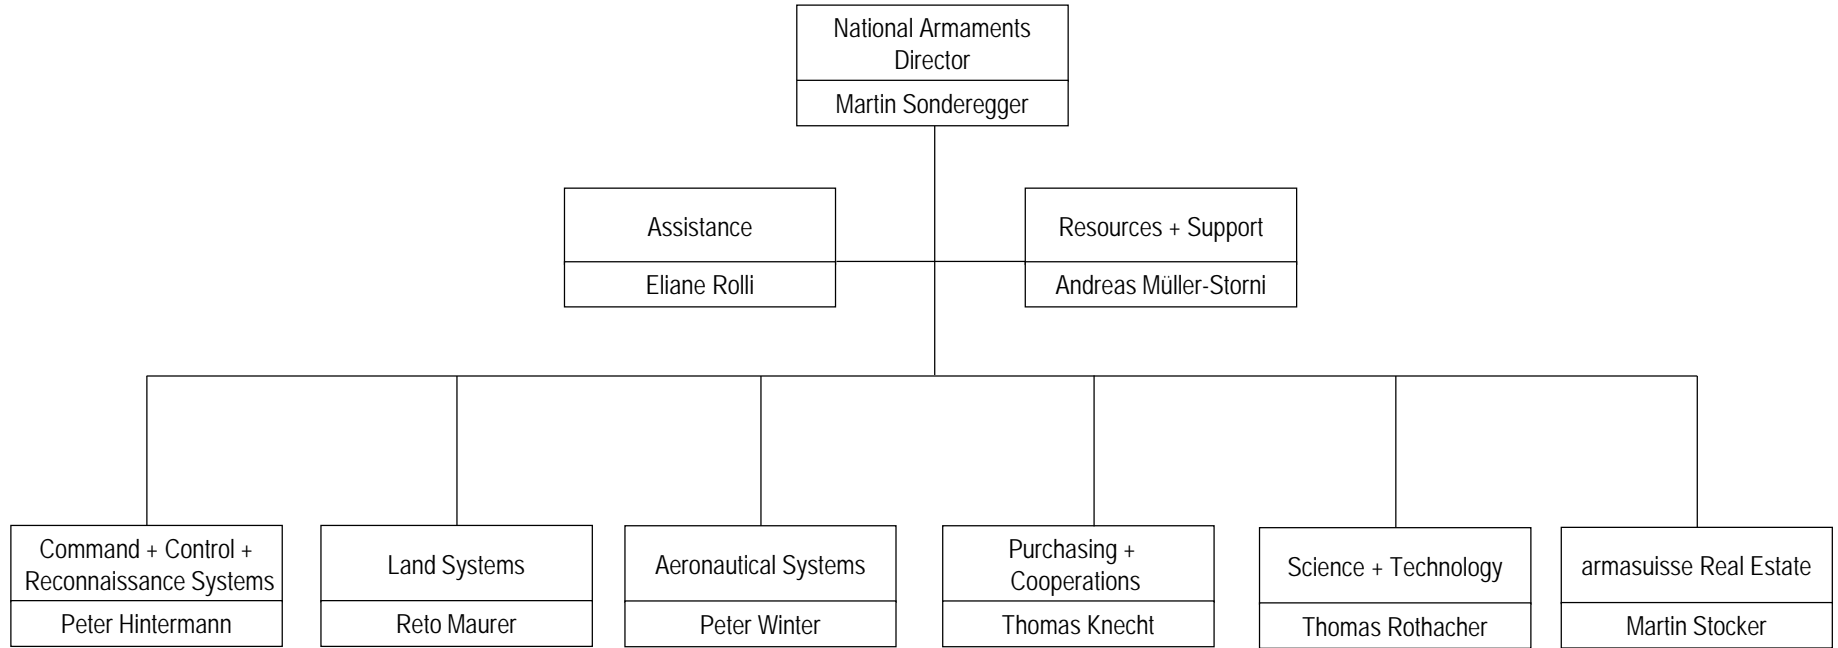 National Armaments
Director
Martin Sonderegger
Assistance
Eliane Rolli
Resources + Support
Andreas Müller-Storni
Command + Control +
Reconnaissance Systems
Peter Hintermann
Land Systems
Reto Maurer
Aeronautical Systems
Peter Winter
Purchasing +
Cooperations
Thomas Knecht
Science + Technology
Thomas Rothacher
armasuisse Real Estate
Martin Stocker